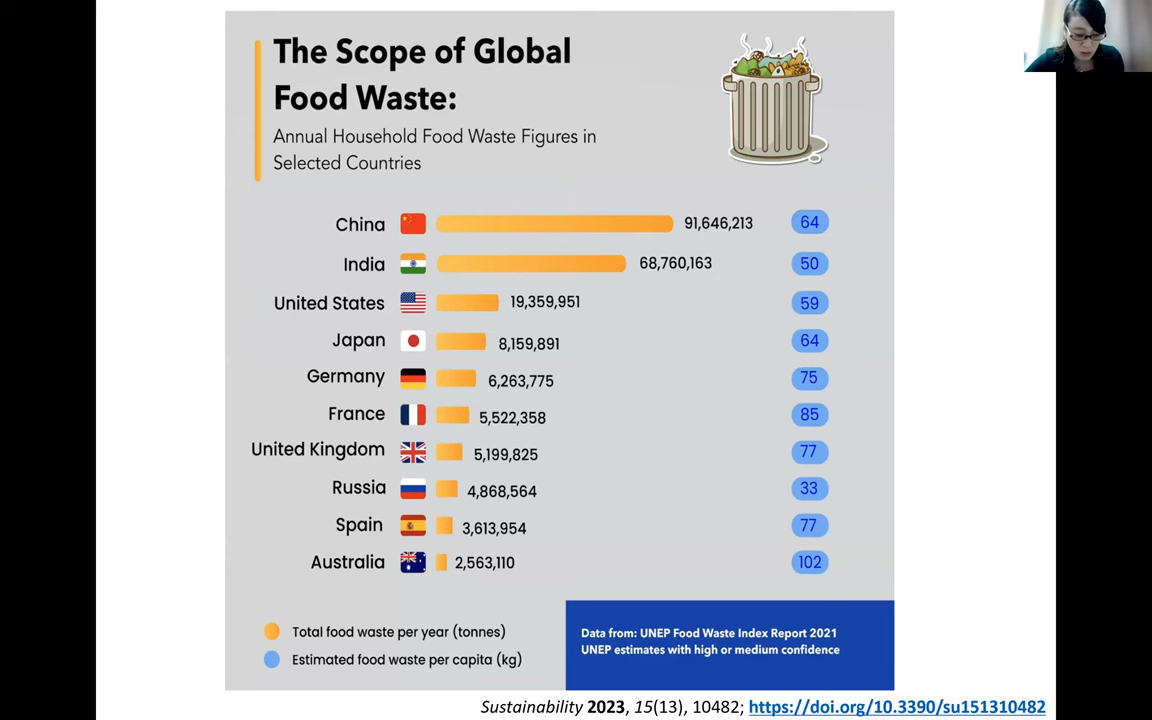 The Scope of Global
Food Waste:
Annual Household Food Waste Figures in
Selected Countries
China 91,646,213 64
India 68,760,163 50
United States 19,359,951 59
Japan 8,159,891 64
Germany 6,263,775 75
France 5,522,358 85
United Kingdom 5,199,825 77
Russia 4,868,564 33
Spain 3,613,954 77
Australia 2,563,110 102
Total food waste per year (tonnes)
Estimated food waste per capita (kg)
Data from: UNEP Food Waste Index Report 2021
UNEP estimates with high or medium confidence
Sustainability 2023, 15(13), 10482; https://doi.org/10.3390/su151310482